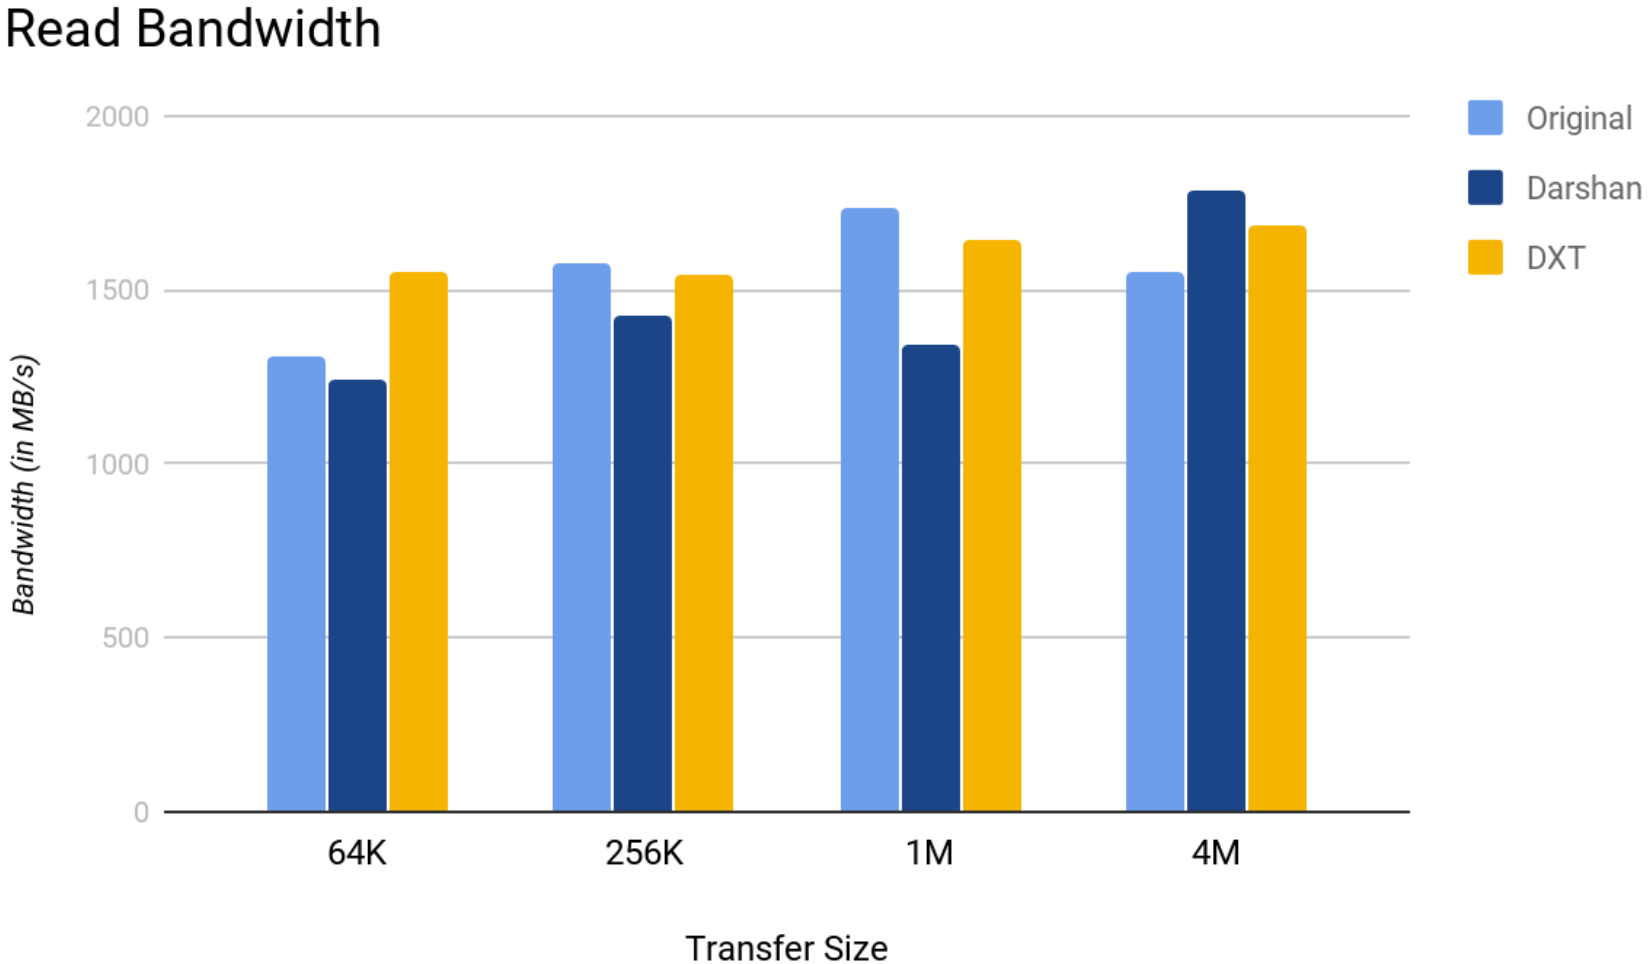 Read Bandwidth
2000
1500
1000
500
0
Bandwidth (in MB/s)
64K
256K
1M
4M
Transfer Size
Original
Darshan
DXT